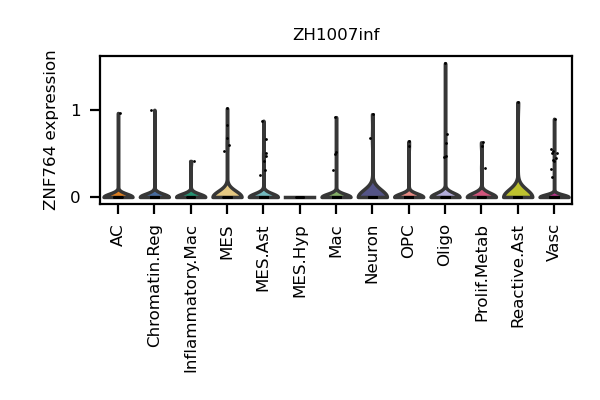 ZH1007inf
ZNF764 expression
1
0
AC
Chromatin.Reg
Inflammatory.Mac
MES
MES.Ast
MES.Hyp
Mac
Neuron
OPC
Oligo
Prolif.Metab
Reactive.Ast
Vasc